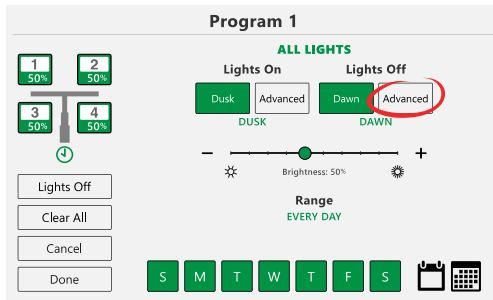 Program 1
ALL LIGHTS
Lights On
Lights Off
Dusk
Advanced
Dawn
Advanced
DUSK
DAWN
1
50%
2
50%
3
50%
4
50%
−
+
Brightness: 50%
Range
EVERY DAY
Lights Off
Clear All
Cancel
Done
S M T W T F S